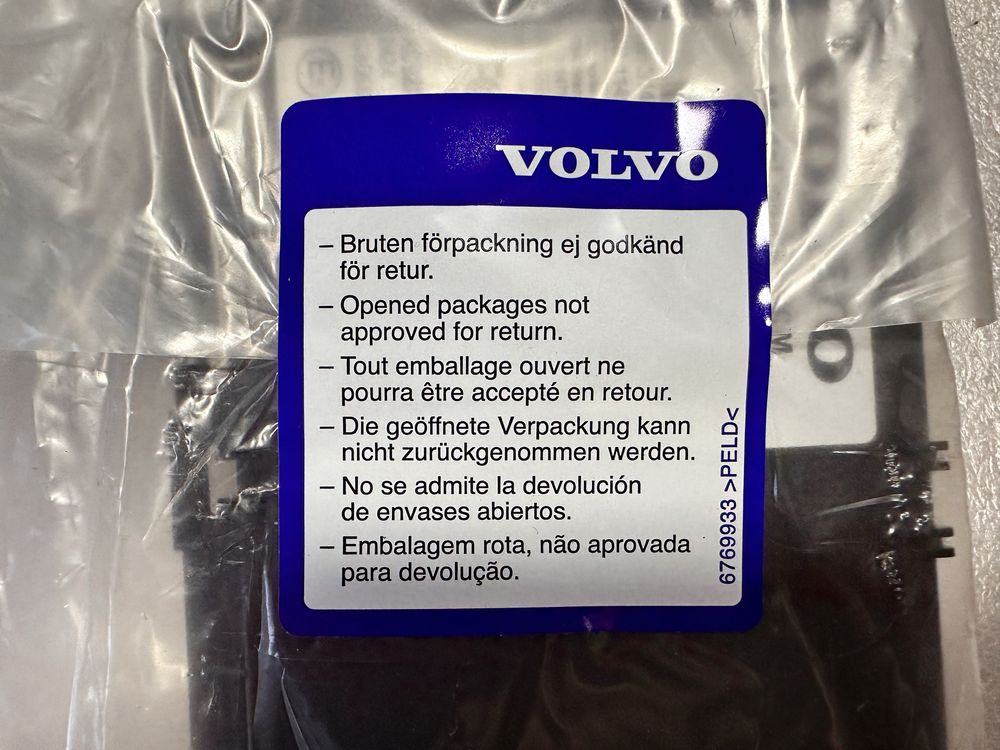 VOLVO
– Bruten förpackning ej godkänd
för retur.
– Opened packages not
approved for return.
– Tout emballage ouvert ne
pourra être accepté en retour.
– Die geöffnete Verpackung kann
nicht zurückgenommen werden.
– No se admite la devolución
de envases abiertos.
– Embalagem rota, não aprovada
para devolução.
6769933 >PELD<